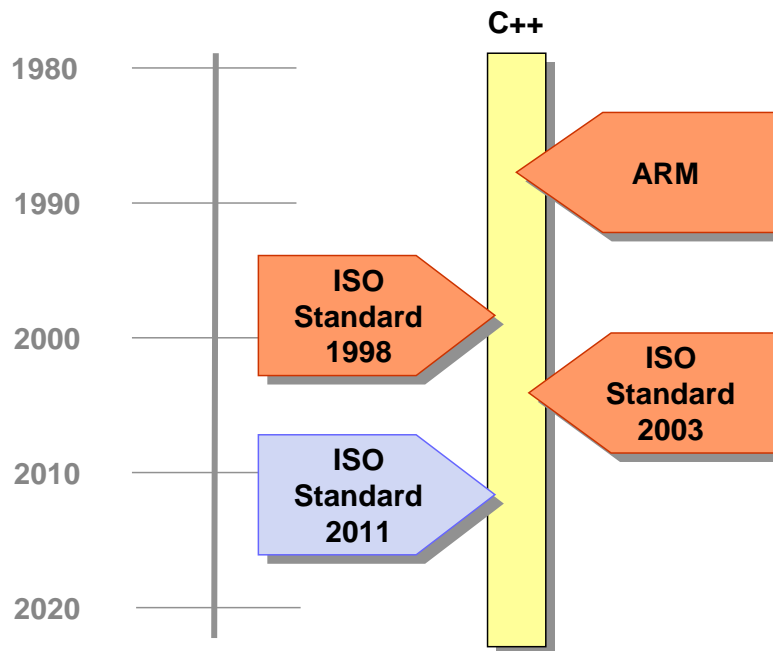 C++
1980
ARM
1990
ISO
Standard
1998
2000
ISO
Standard
2003
ISO
Standard
2011
2010
2020